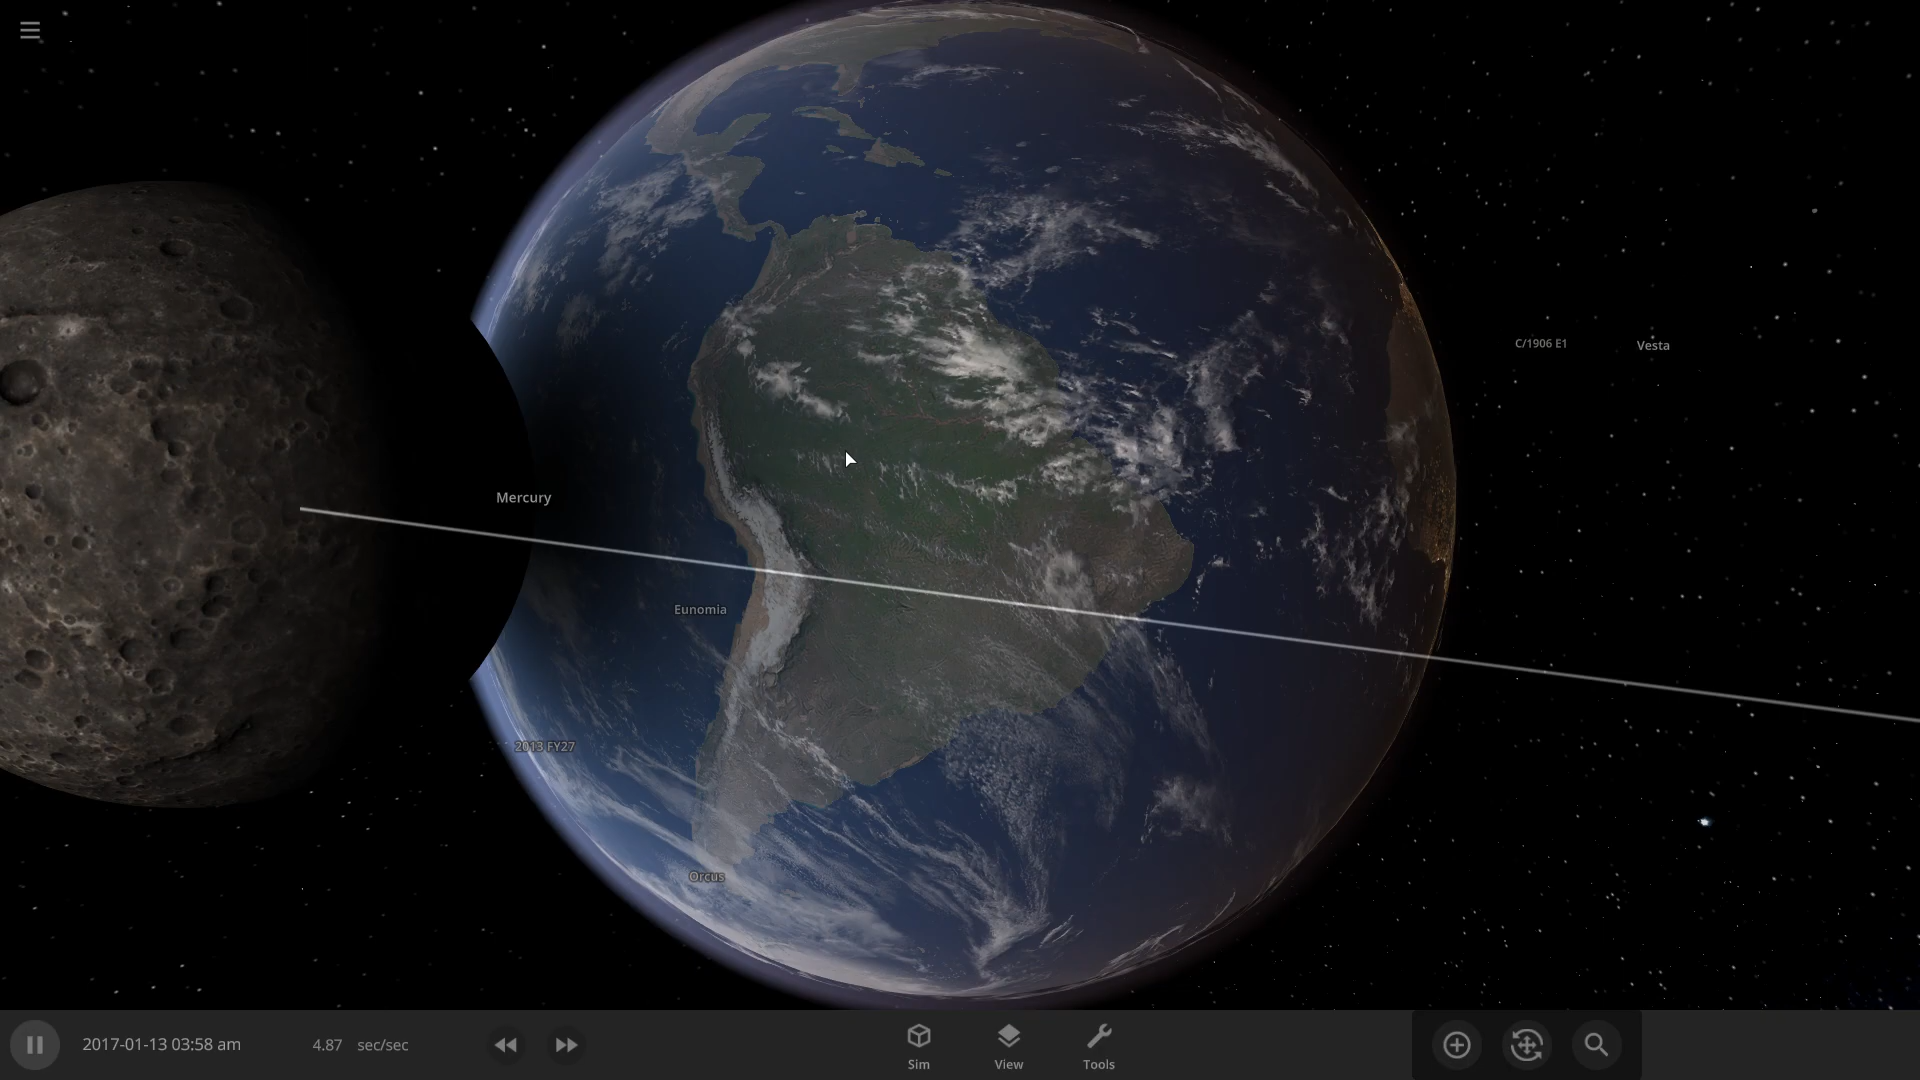 C/1906 E1
Vesta
Mercury
Eunomia
2013 FY27
Orcus
2017-01-13 03:58 am
4.87 sec/sec
Sim
View
Tools